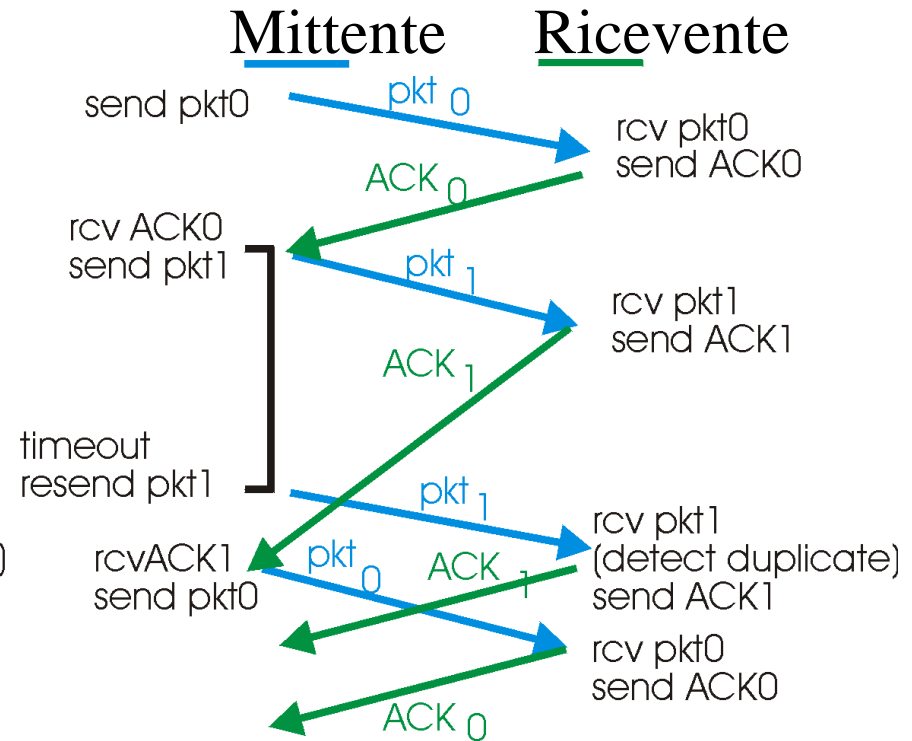 Mittente
Ricevente
send pkt0
pkt 0
rcv pkt0
send ACK0
ACK 0
rcv ACK0
send pkt1
pkt 1
rcv pkt1
send ACK1
ACK 1
timeout
resend pkt1
pkt 1
rcv pkt1
(detect duplicate)
send ACK1
)
rcvACK1
send pkt0
pkt 0
ACK 1
rcv pkt0
send ACK0
ACK 0